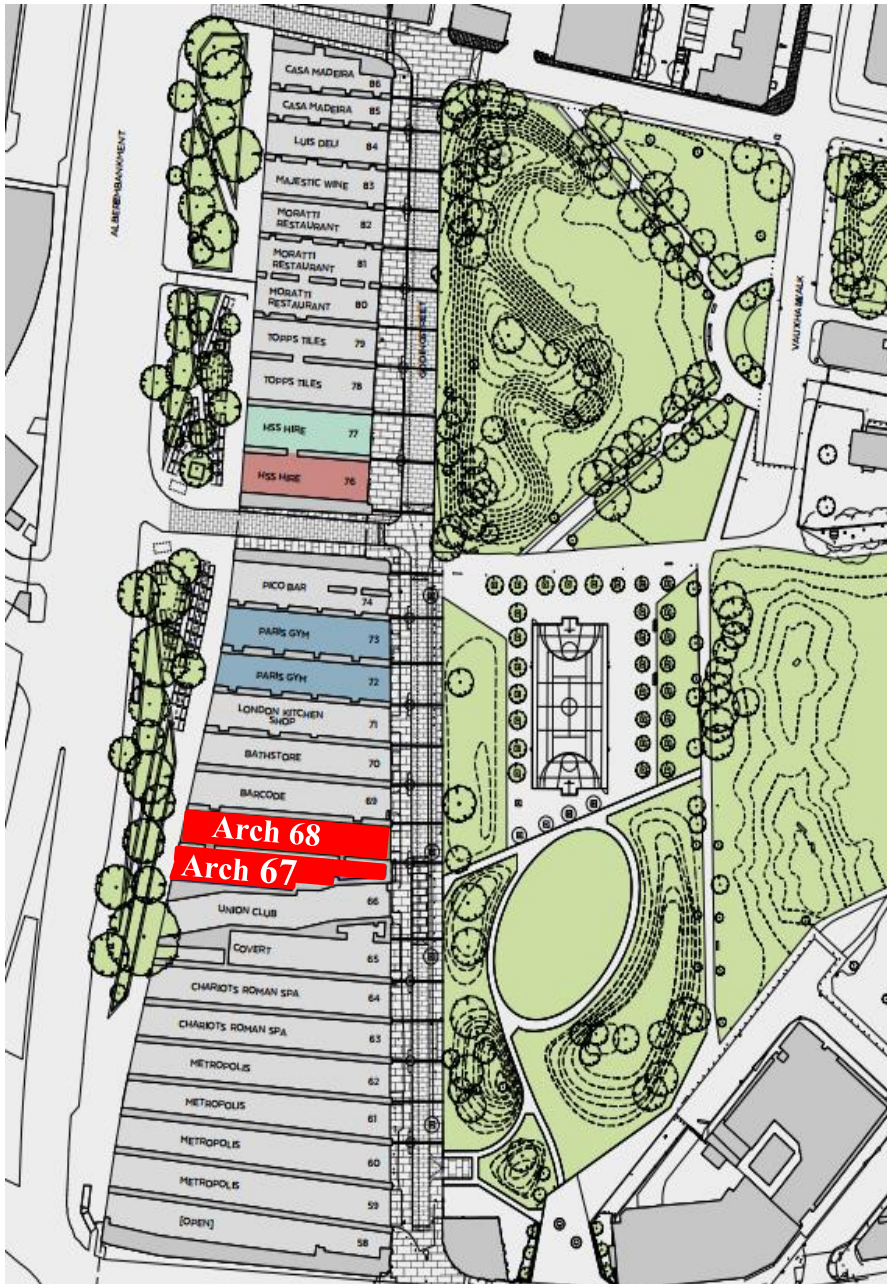 CASA MADEIRA 86
CASA MADEIRA 85
LUIS DELI 84
MAJESTIC WINE 83
MORATTI
RESTAURANT 82
MORATTI
RESTAURANT 81
MORATTI
RESTAURANT 80
TOPPS TILES 79
TOPPS TILES 78
HSS HIRE 77
HSS HIRE 76
PICO BAR 74
PARIS GYM 73
PARIS GYM 72
LONDON KITCHEN
SHOP 71
BATHSTORE 70
BARCODE 69
Arch 68
Arch 67
UNION CLUB 66
COVERT 65
CHARIOTS ROMAN SPA 64
CHARIOTS ROMAN SPA 63
METROPOLIS 62
METROPOLIS 61
METROPOLIS 60
METROPOLIS 59
[OPEN] 58